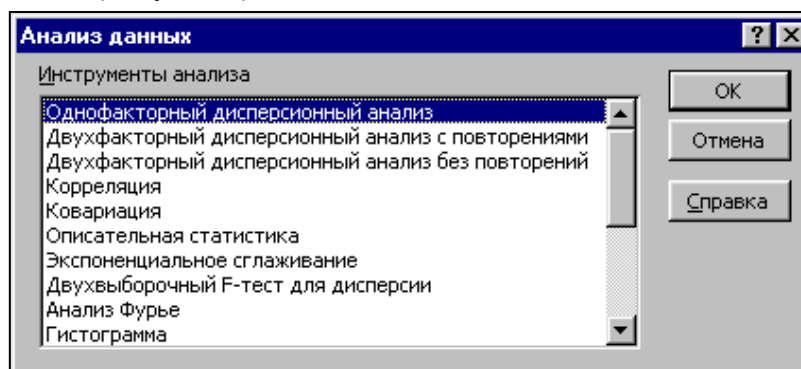 Анализ данных
Инструменты анализа
Однофакторный дисперсионный анализ
Двухфакторный дисперсионный анализ с повторениями
Двухфакторный дисперсионный анализ без повторений
Корреляция
Ковариация
Описательная статистика
Экспоненциальное сглаживание
Двухвыборочный F-тест для дисперсии
Анализ Фурье
Гистограмма
OK
Отмена
Справка